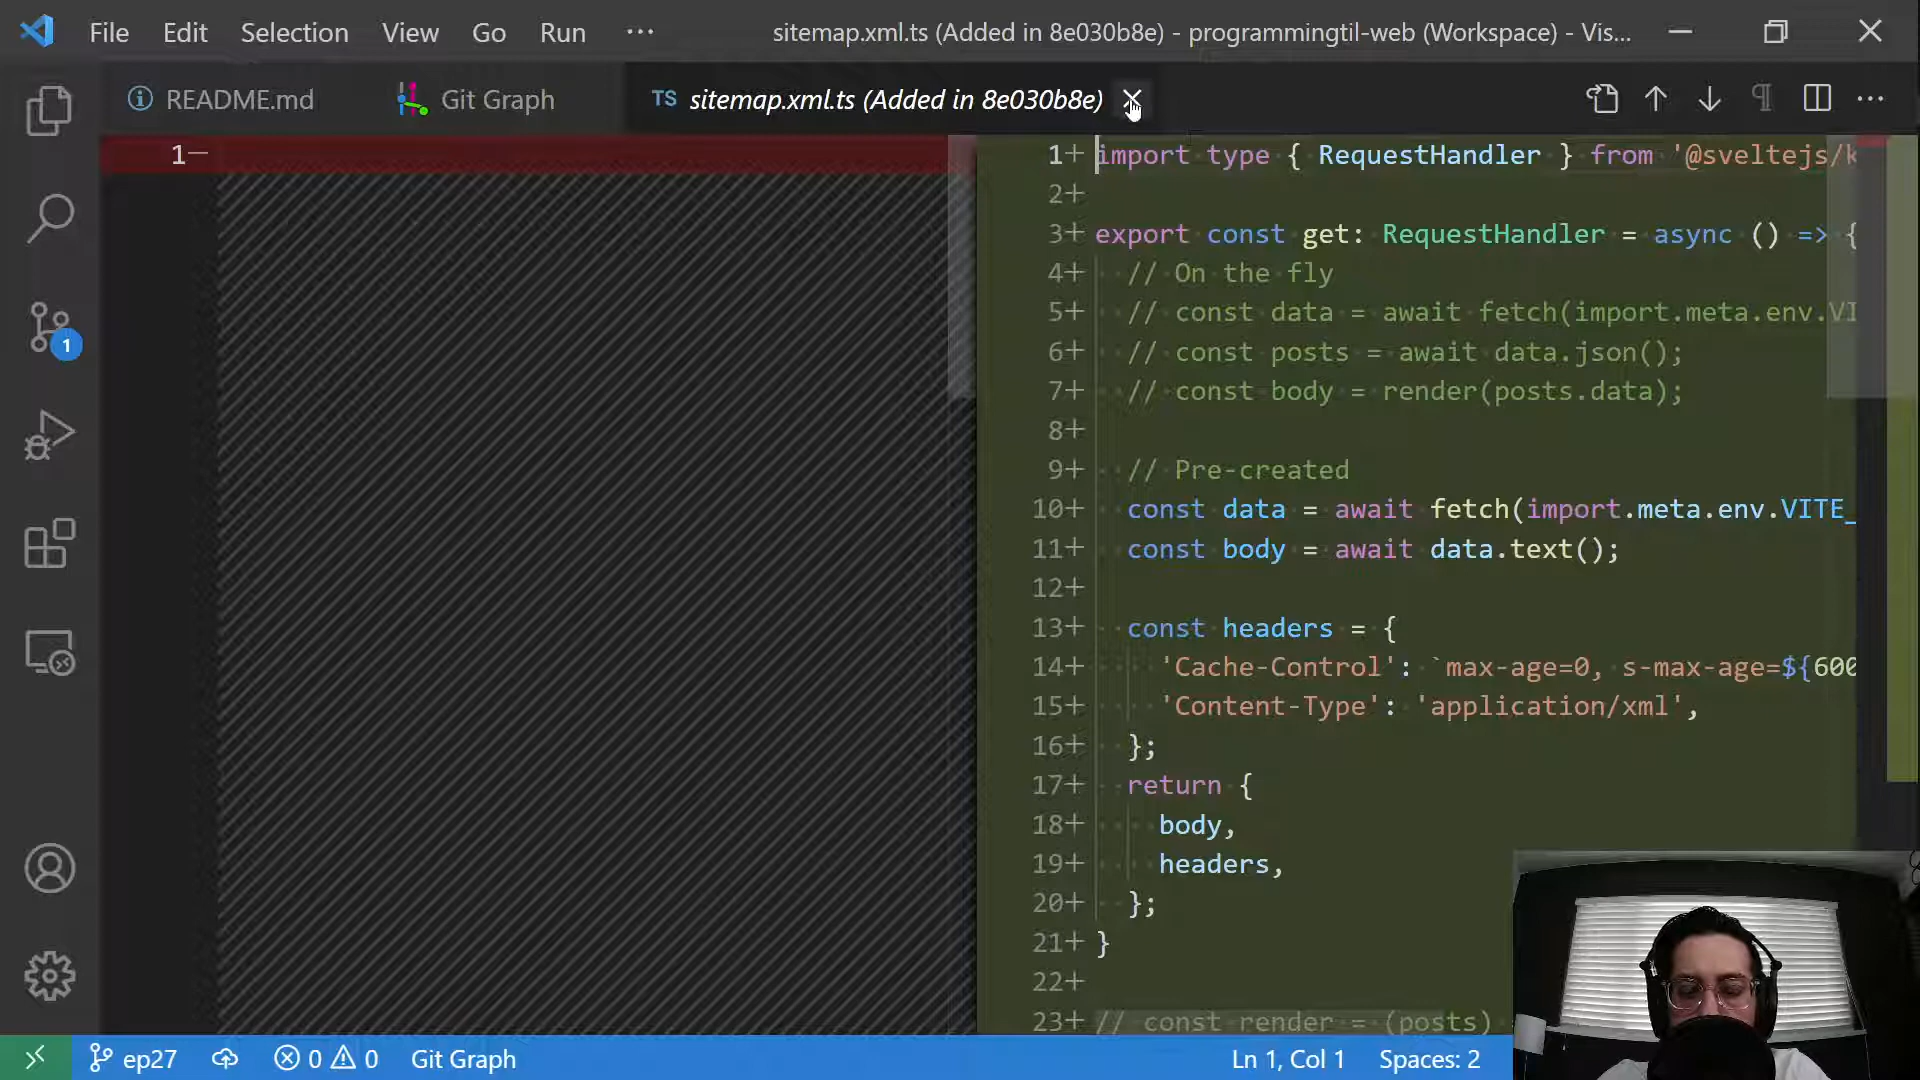 File Edit Selection View Go Run ··· sitemap.xml.ts (Added in 8e030b8e) - programmingtil-web (Workspace) - Vis...
README.md Git Graph TS sitemap.xml.ts (Added in 8e030b8e)
1
1— 1+ import type { RequestHandler } from '@sveltejs/k
2+
3+ export const get: RequestHandler = async () => {
4+ // On the fly
5+ // const data = await fetch(import.meta.env.VI
6+ // const posts = await data.json();
7+ // const body = render(posts.data);
8+
9+ // Pre-created
10+ const data = await fetch(import.meta.env.VITE_
11+ const body = await data.text();
12+
13+ const headers = {
14+ 'Cache-Control': `max-age=0, s-max-age=${600
15+ 'Content-Type': 'application/xml',
16+ };
17+ return {
18+ body,
19+ headers,
20+ };
21+ }
22+
23+ // const render = (posts)
ep27 0 0 Git Graph Ln 1, Col 1 Spaces: 2